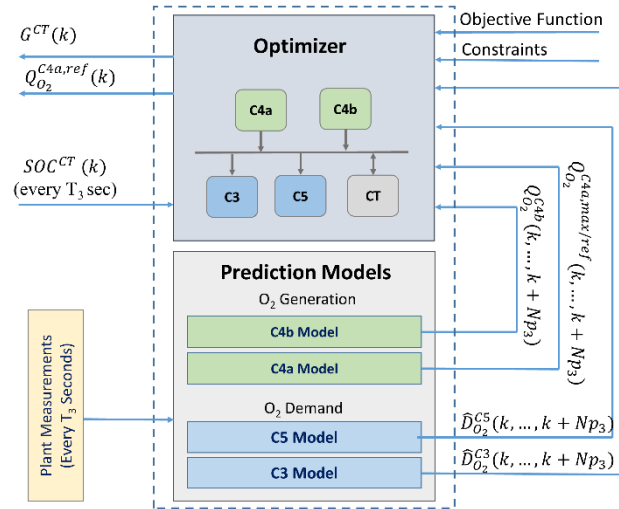 G^{CT}(k)
Q_{O_2}^{C4a,ref}(k)
SOC^{CT}(k)
(every T_3 sec)
Plant Measurements
(Every T_3 Seconds)
Optimizer
C4a
C4b
C3
C5
CT
Prediction Models
O_2 Generation
C4b Model
C4a Model
O_2 Demand
C5 Model
C3 Model
Objective Function
Constraints
Q_{O_2}^{C4b}(k, ..., k + Np_3)
Q_{O_2}^{C4a,max/ref}(k, ..., k + Np_3)
\hat{D}_{O_2}^{C5}(k, ..., k + Np_3)
\hat{D}_{O_2}^{C3}(k, ..., k + Np_3)